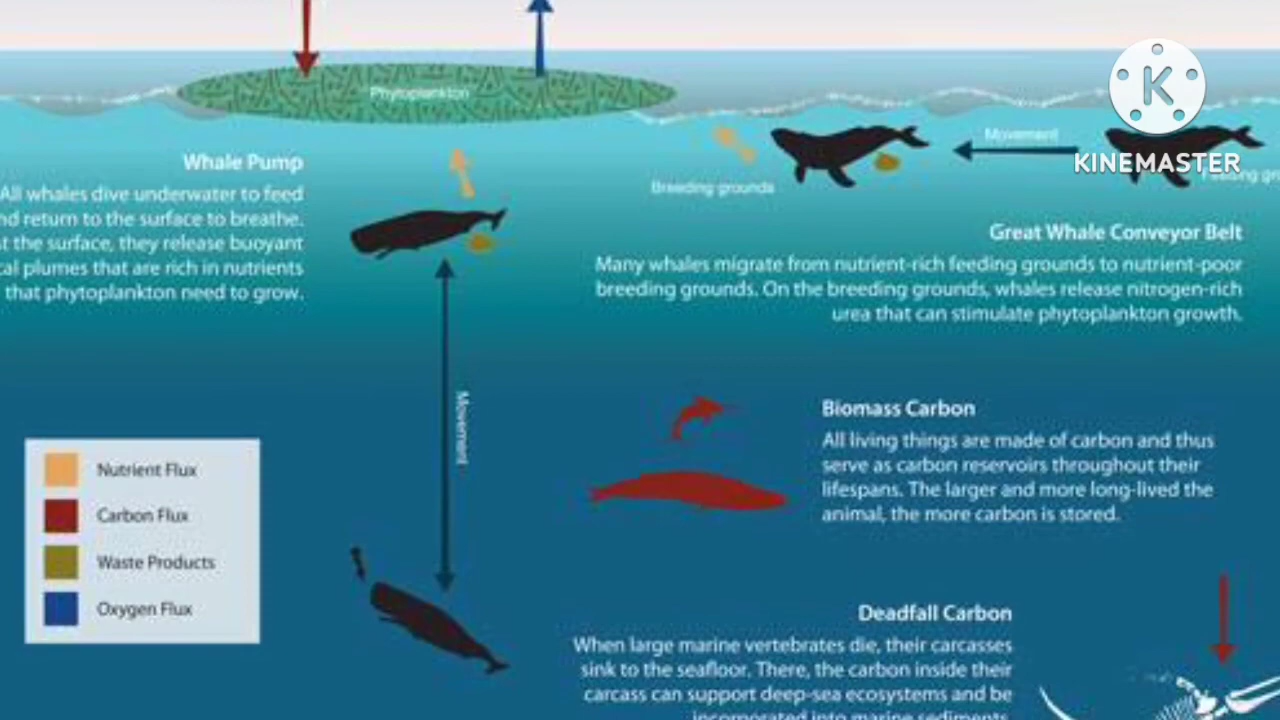 Phytoplankton
K
KINEMASTER
Movement
Breeding grounds
Whale Pump
All whales dive underwater to feed
and return to the surface to breathe.
the surface, they release buoyant
plumes that are rich in nutrients
that phytoplankton need to grow.
Great Whale Conveyor Belt
Many whales migrate from nutrient-rich feeding grounds to nutrient-poor
breeding grounds. On the breeding grounds, whales release nitrogen-rich
urea that can stimulate phytoplankton growth.
Movement
Biomass Carbon
All living things are made of carbon and thus
serve as carbon reservoirs throughout their
lifespans. The larger and more long-lived the
animal, the more carbon is stored.
Nutrient Flux
Carbon Flux
Waste Products
Oxygen Flux
Deadfall Carbon
When large marine vertebrates die, their carcasses
sink to the seafloor. There, the carbon inside their
carcass can support deep-sea ecosystems and be
incorporated into marine sediments.